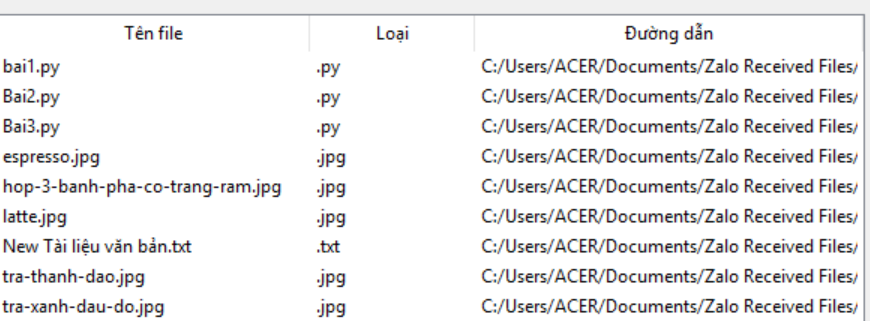 Tên file Loại Đường dẫn
bai1.py .py C:/Users/ACER/Documents/Zalo Received Files/
Bai2.py .py C:/Users/ACER/Documents/Zalo Received Files/
Bai3.py .py C:/Users/ACER/Documents/Zalo Received Files/
espresso.jpg .jpg C:/Users/ACER/Documents/Zalo Received Files/
hop-3-banh-pha-co-trang-ram.jpg .jpg C:/Users/ACER/Documents/Zalo Received Files/
latte.jpg .jpg C:/Users/ACER/Documents/Zalo Received Files/
New Tài liệu văn bản.txt .txt C:/Users/ACER/Documents/Zalo Received Files/
tra-thanh-dao.jpg .jpg C:/Users/ACER/Documents/Zalo Received Files/
tra-xanh-dau-do.jpg .jpg C:/Users/ACER/Documents/Zalo Received Files/